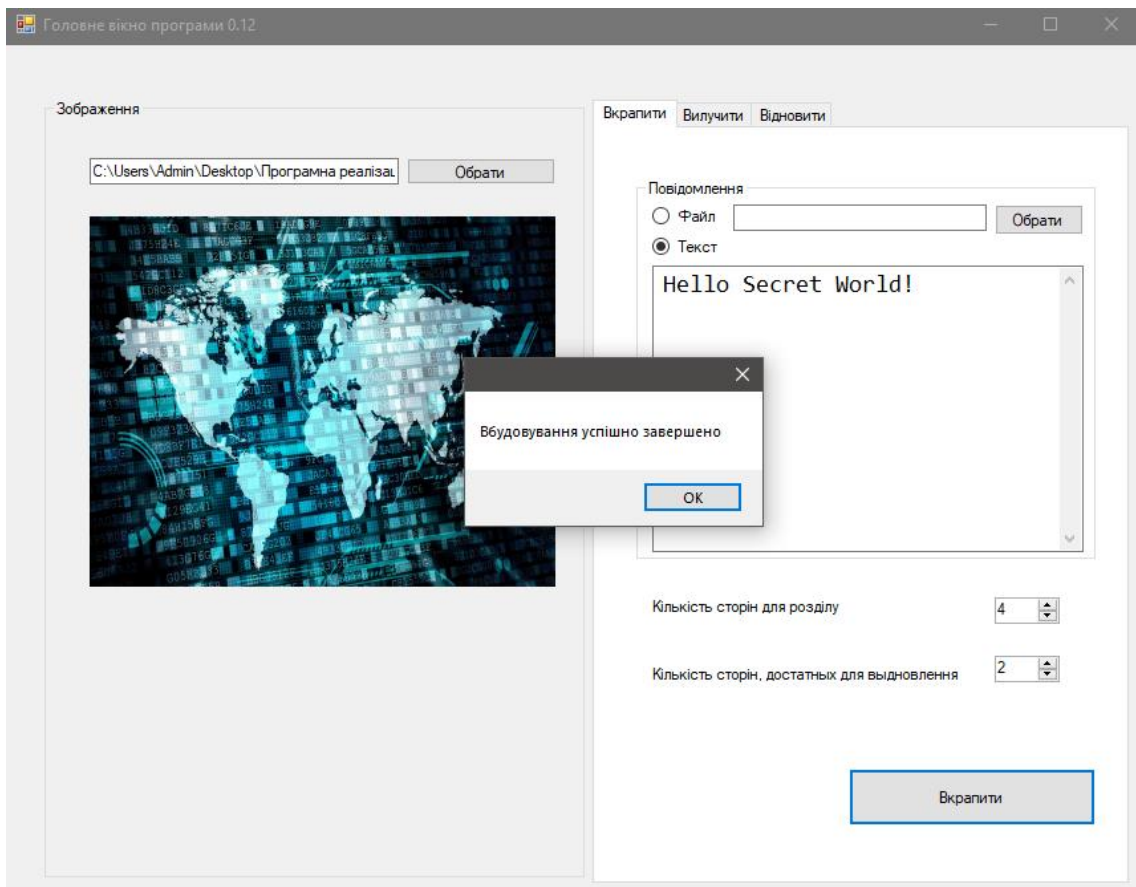 Головне вікно програми 0.12
Зображення
C:\Users\Admin\Desktop\Програмна реалізац
Обрати
Вкрапити Вилучити Відновити
Повідомлення
Файл
Обрати
Текст
Hello Secret World!
Вбудовування успішно завершено
OK
Кількість сторін для розділу
4
Кількість сторін, достатных для выдновлення
2
Вкрапити